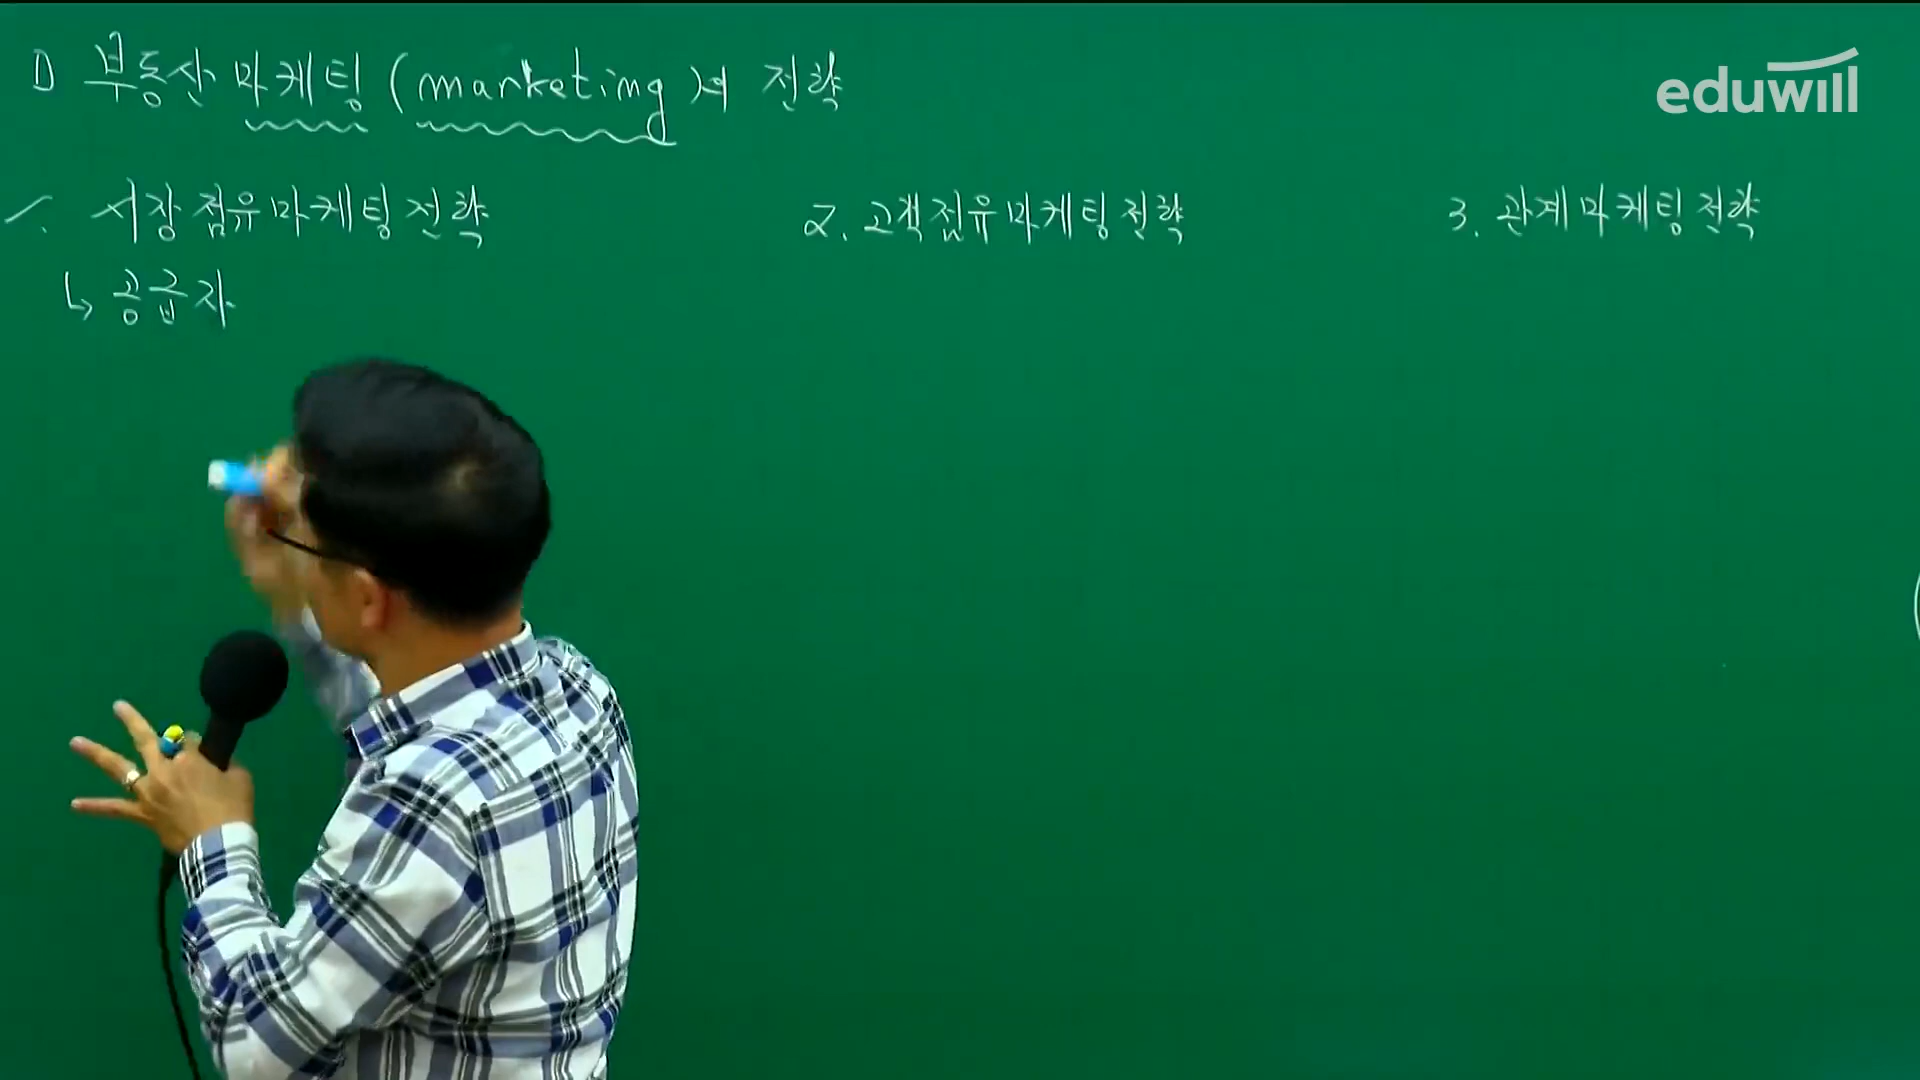 1) 부동산 마케팅 (marketing)의 전략
eduwill
1. 시장점유마케팅전략
2. 고객점유마케팅전략
3. 관계마케팅전략
↳ 공급자